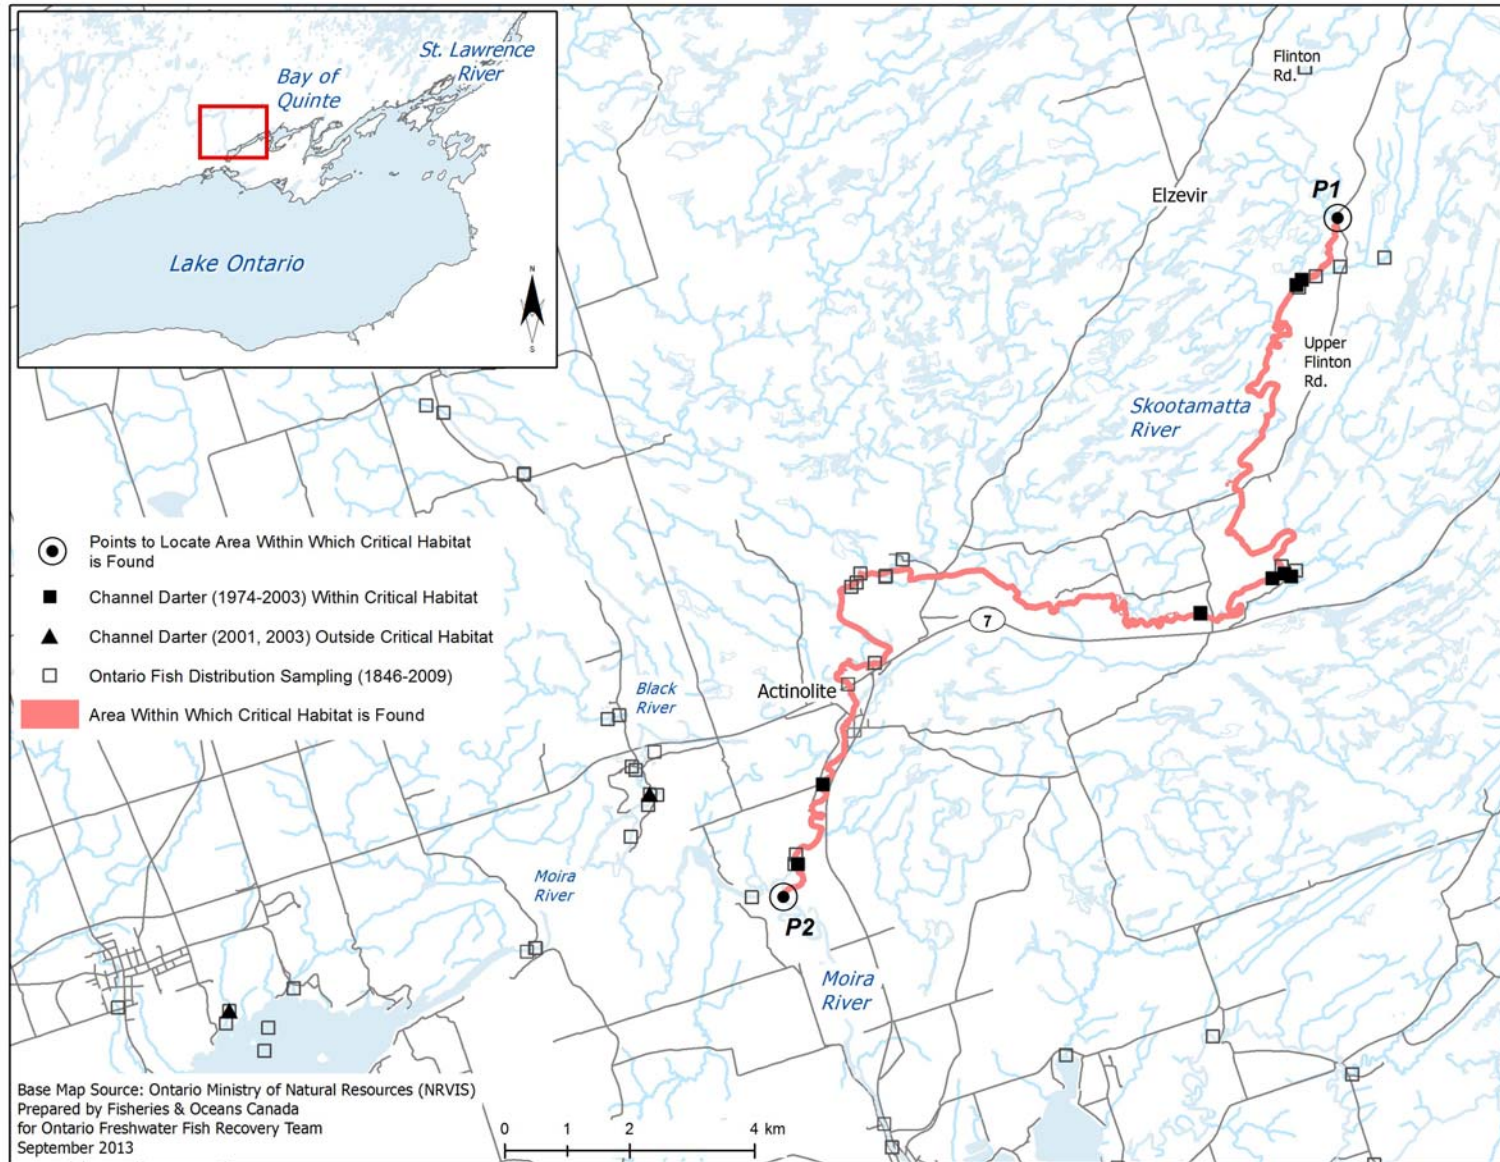 St. Lawrence
River
Bay of
Quinte
Lake Ontario
N
S
Flinton
Rd.
Elzevir
P1
Upper
Flinton
Rd.
Skootamatta
River
Points to Locate Area Within Which Critical Habitat
is Found
Channel Darter (1974-2003) Within Critical Habitat
Channel Darter (2001, 2003) Outside Critical Habitat
Ontario Fish Distribution Sampling (1846-2009)
Area Within Which Critical Habitat is Found
7
Black
River
Actinolite
Moira
River
P2
Moira
River
Base Map Source: Ontario Ministry of Natural Resources (NRVIS)
Prepared by Fisheries & Oceans Canada
for Ontario Freshwater Fish Recovery Team
September 2013
0 1 2 4 km